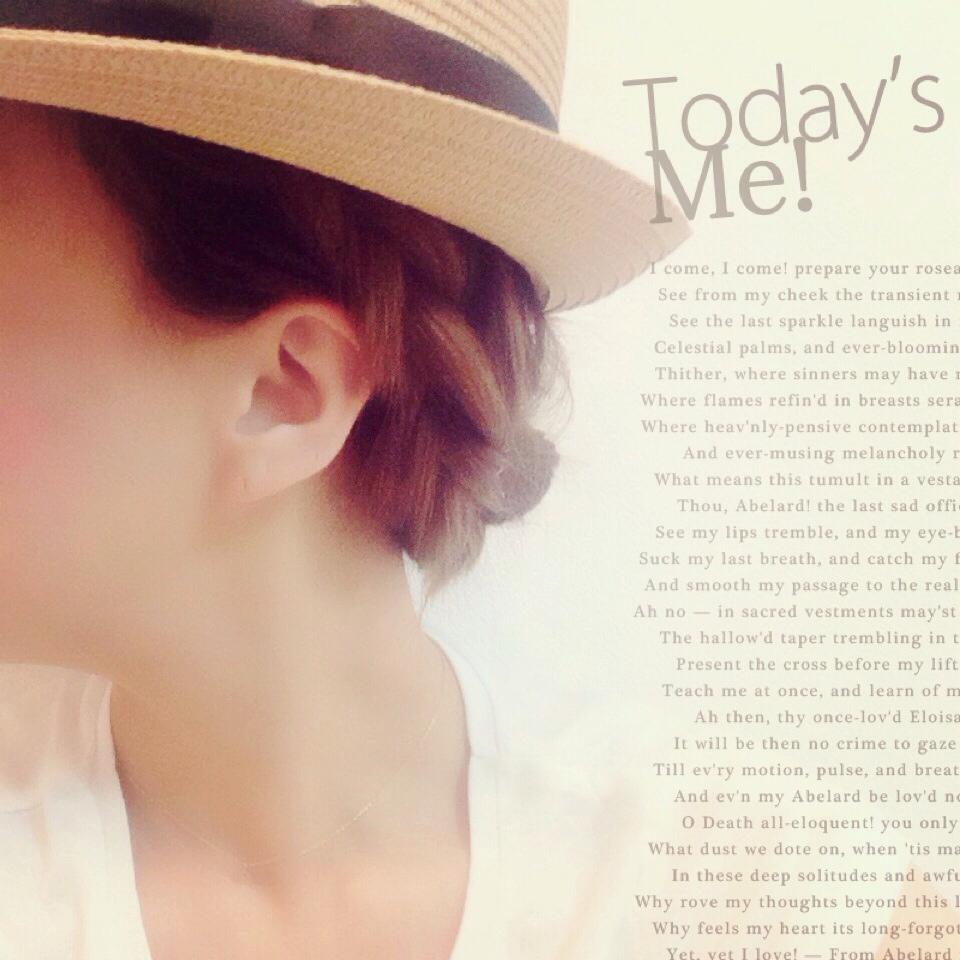 Today's
Me!
I come, I come! prepare your rosea
See from my cheek the transient
See the last sparkle languish in
Celestial palms, and ever-bloomin
Thither, where sinners may have
Where flames refin'd in breasts sera
Where heav'nly-pensive contemplat
And ever-musing melancholy
What means this tumult in a vesta
Thou, Abelard! the last sad offi
See my lips tremble, and my eye-b
Suck my last breath, and catch my f
And smooth my passage to the real
Ah no — in sacred vestments may'st
The hallow'd taper trembling in t
Present the cross before my lift
Teach me at once, and learn of m
Ah then, thy once-lov'd Eloisa
It will be then no crime to gaze
Till ev'ry motion, pulse, and breat
And ev'n my Abelard be lov'd no
O Death all-eloquent! you only
What dust we dote on, when 'tis ma
In these deep solitudes and awfu
Why rove my thoughts beyond this l
Why feels my heart its long-forgot
Yet, yet I love! — From Abelard